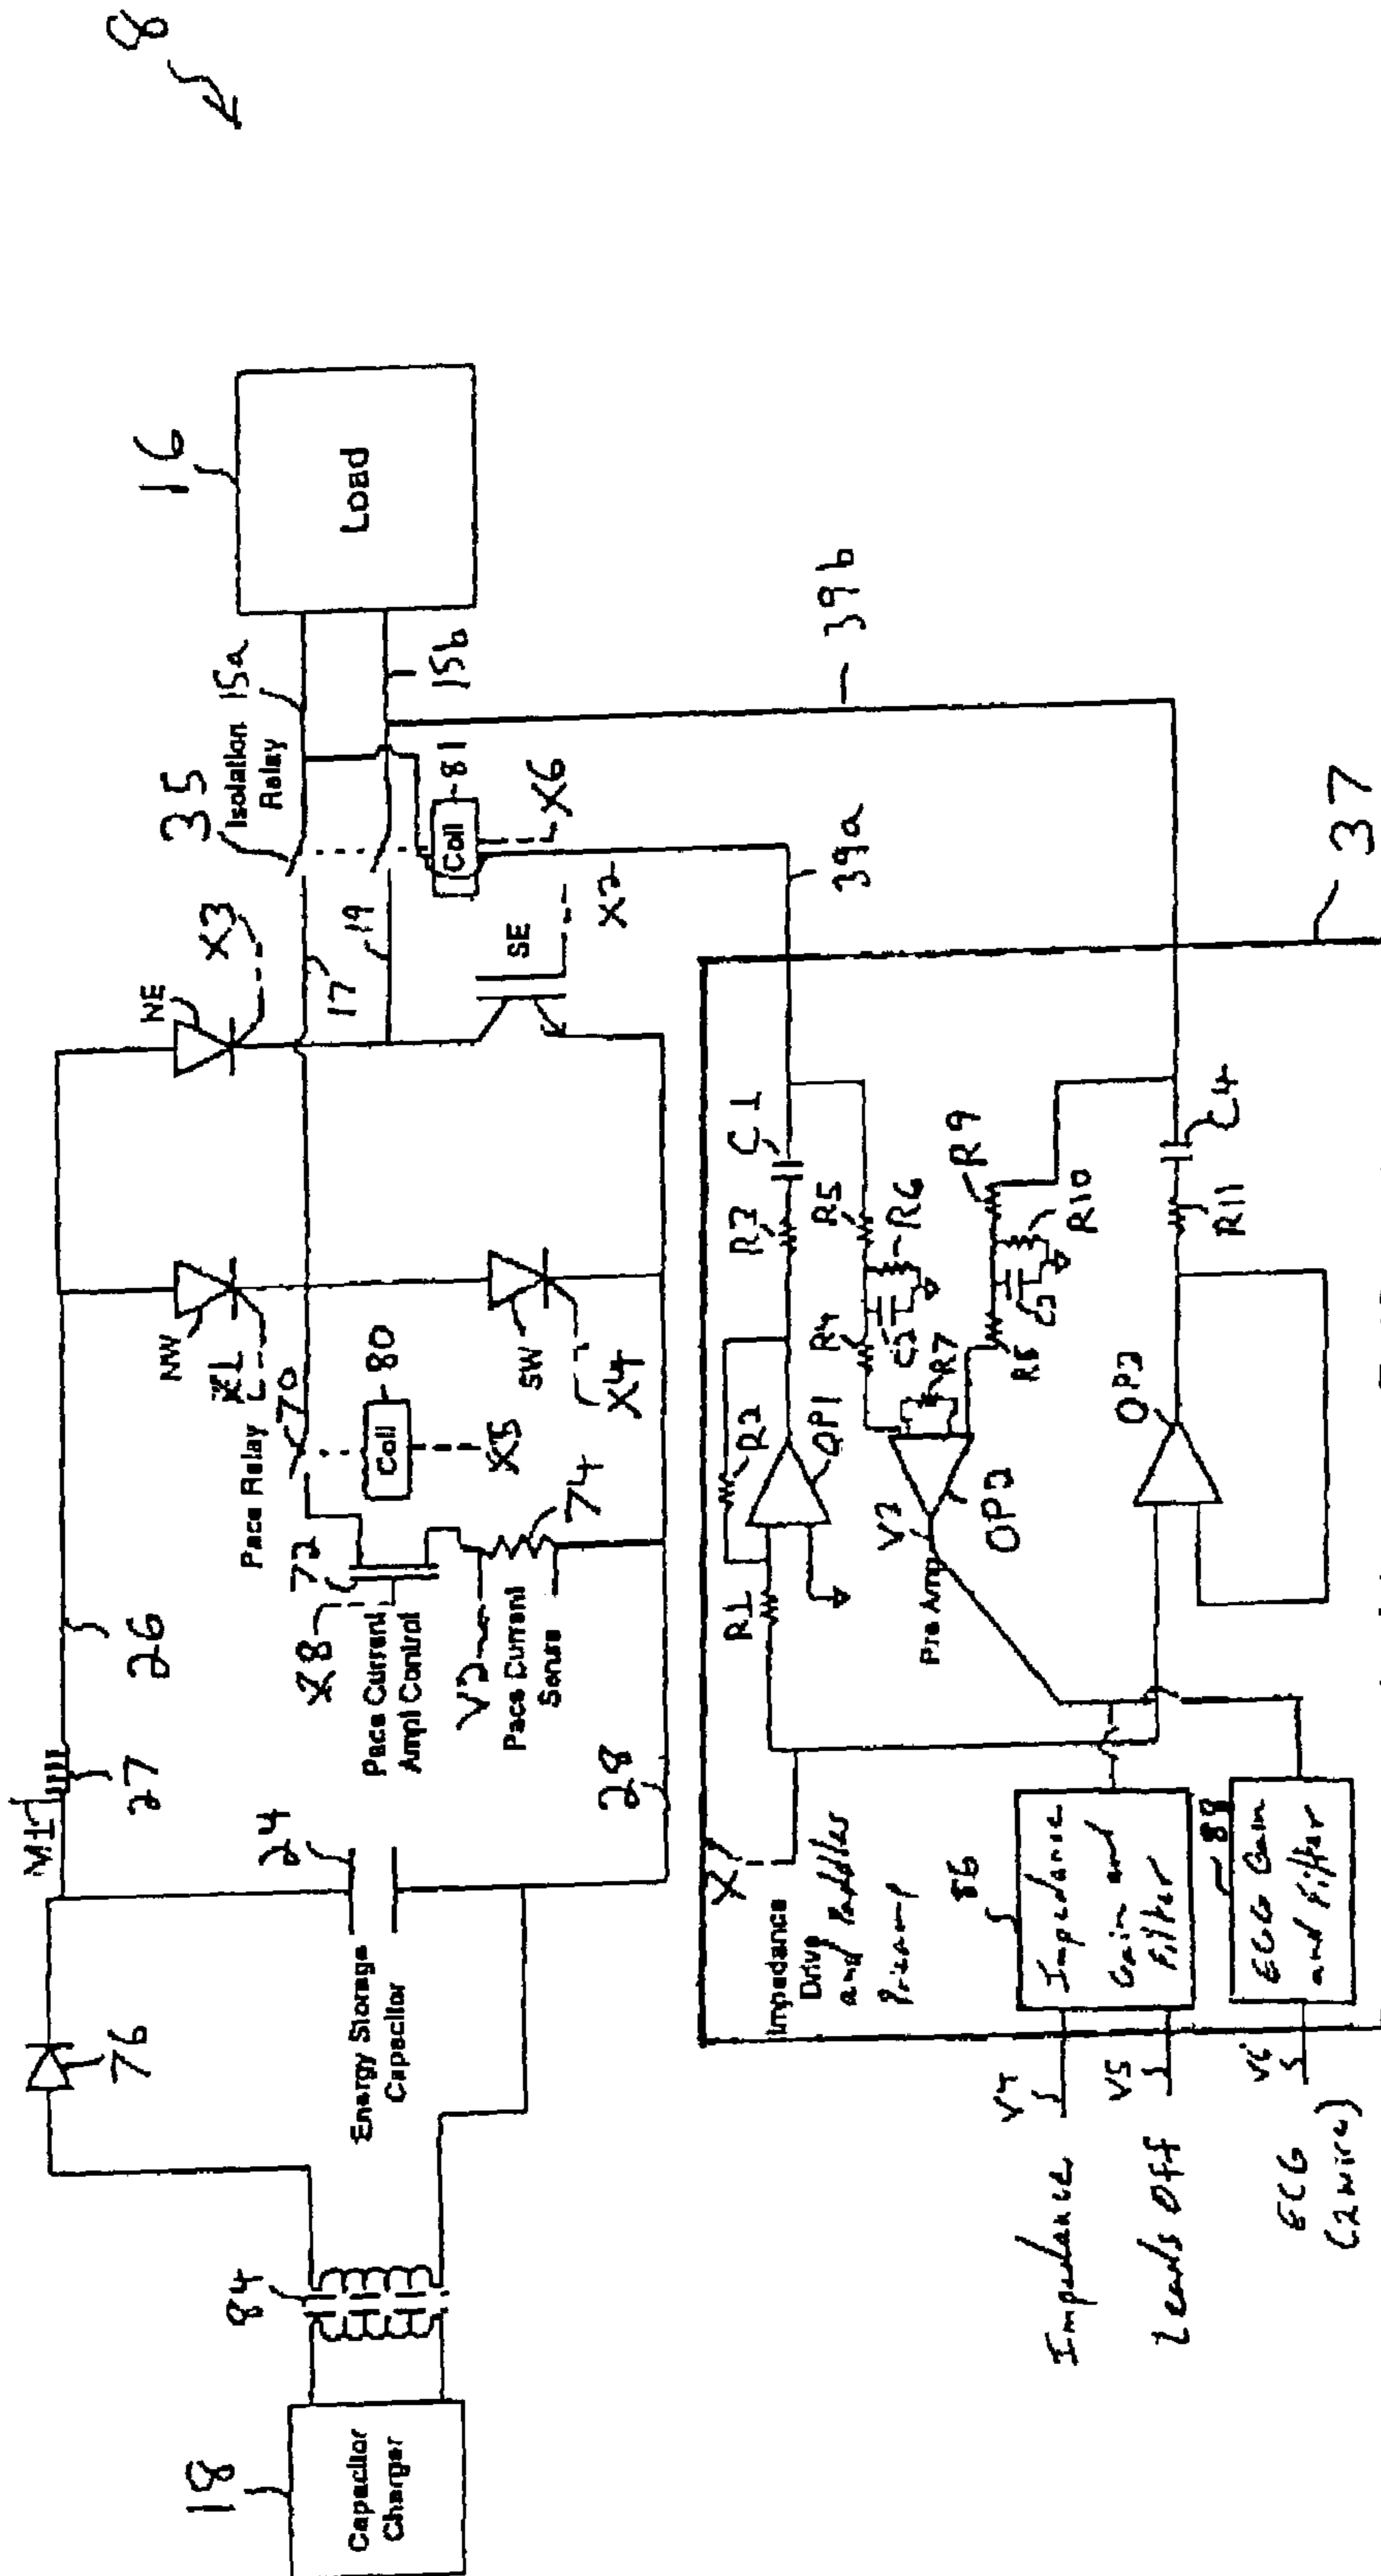 8
18
Capacitor
Charger
84
76
Energy Storage
Capacitor
24
M1
27
26
28
X8
72
Pace Current
Ampl Control
V2
Pace Current
Sense
74
Pace Relay
70
Coil
80
X5
NW
X1
SW
X4
NE
X3
SE
X2
17
19
35
Isolation
Relay
15a
15b
Coil
81
X6
16
Load
39a
39b
37
Impedance
Drive
and Paddles
Preamp
R1
R2
OP1
R3
C1
R4
R5
R6
C2
R7
V3
Pre Amp
OP2
R9
R10
OP3
R11
C4
86
Impedance
Gain and
Filter
88
ECG Gain
and Filter
V4
Impedance
V5
Leads Off
V6
ECG
(2 wire)